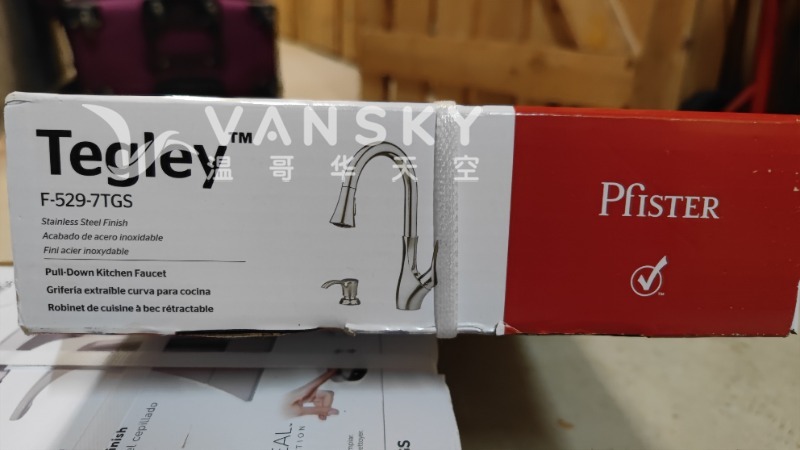 Tegley™
VANSKY
温哥华天空
F-529-7TGS
Stainless Steel Finish
Acabado de acero inoxidable
Fini acier inoxydable
Pull-Down Kitchen Faucet
Griferia extraíble curva para cocina
Robinet de cuisine à bec rétractable
Pfister